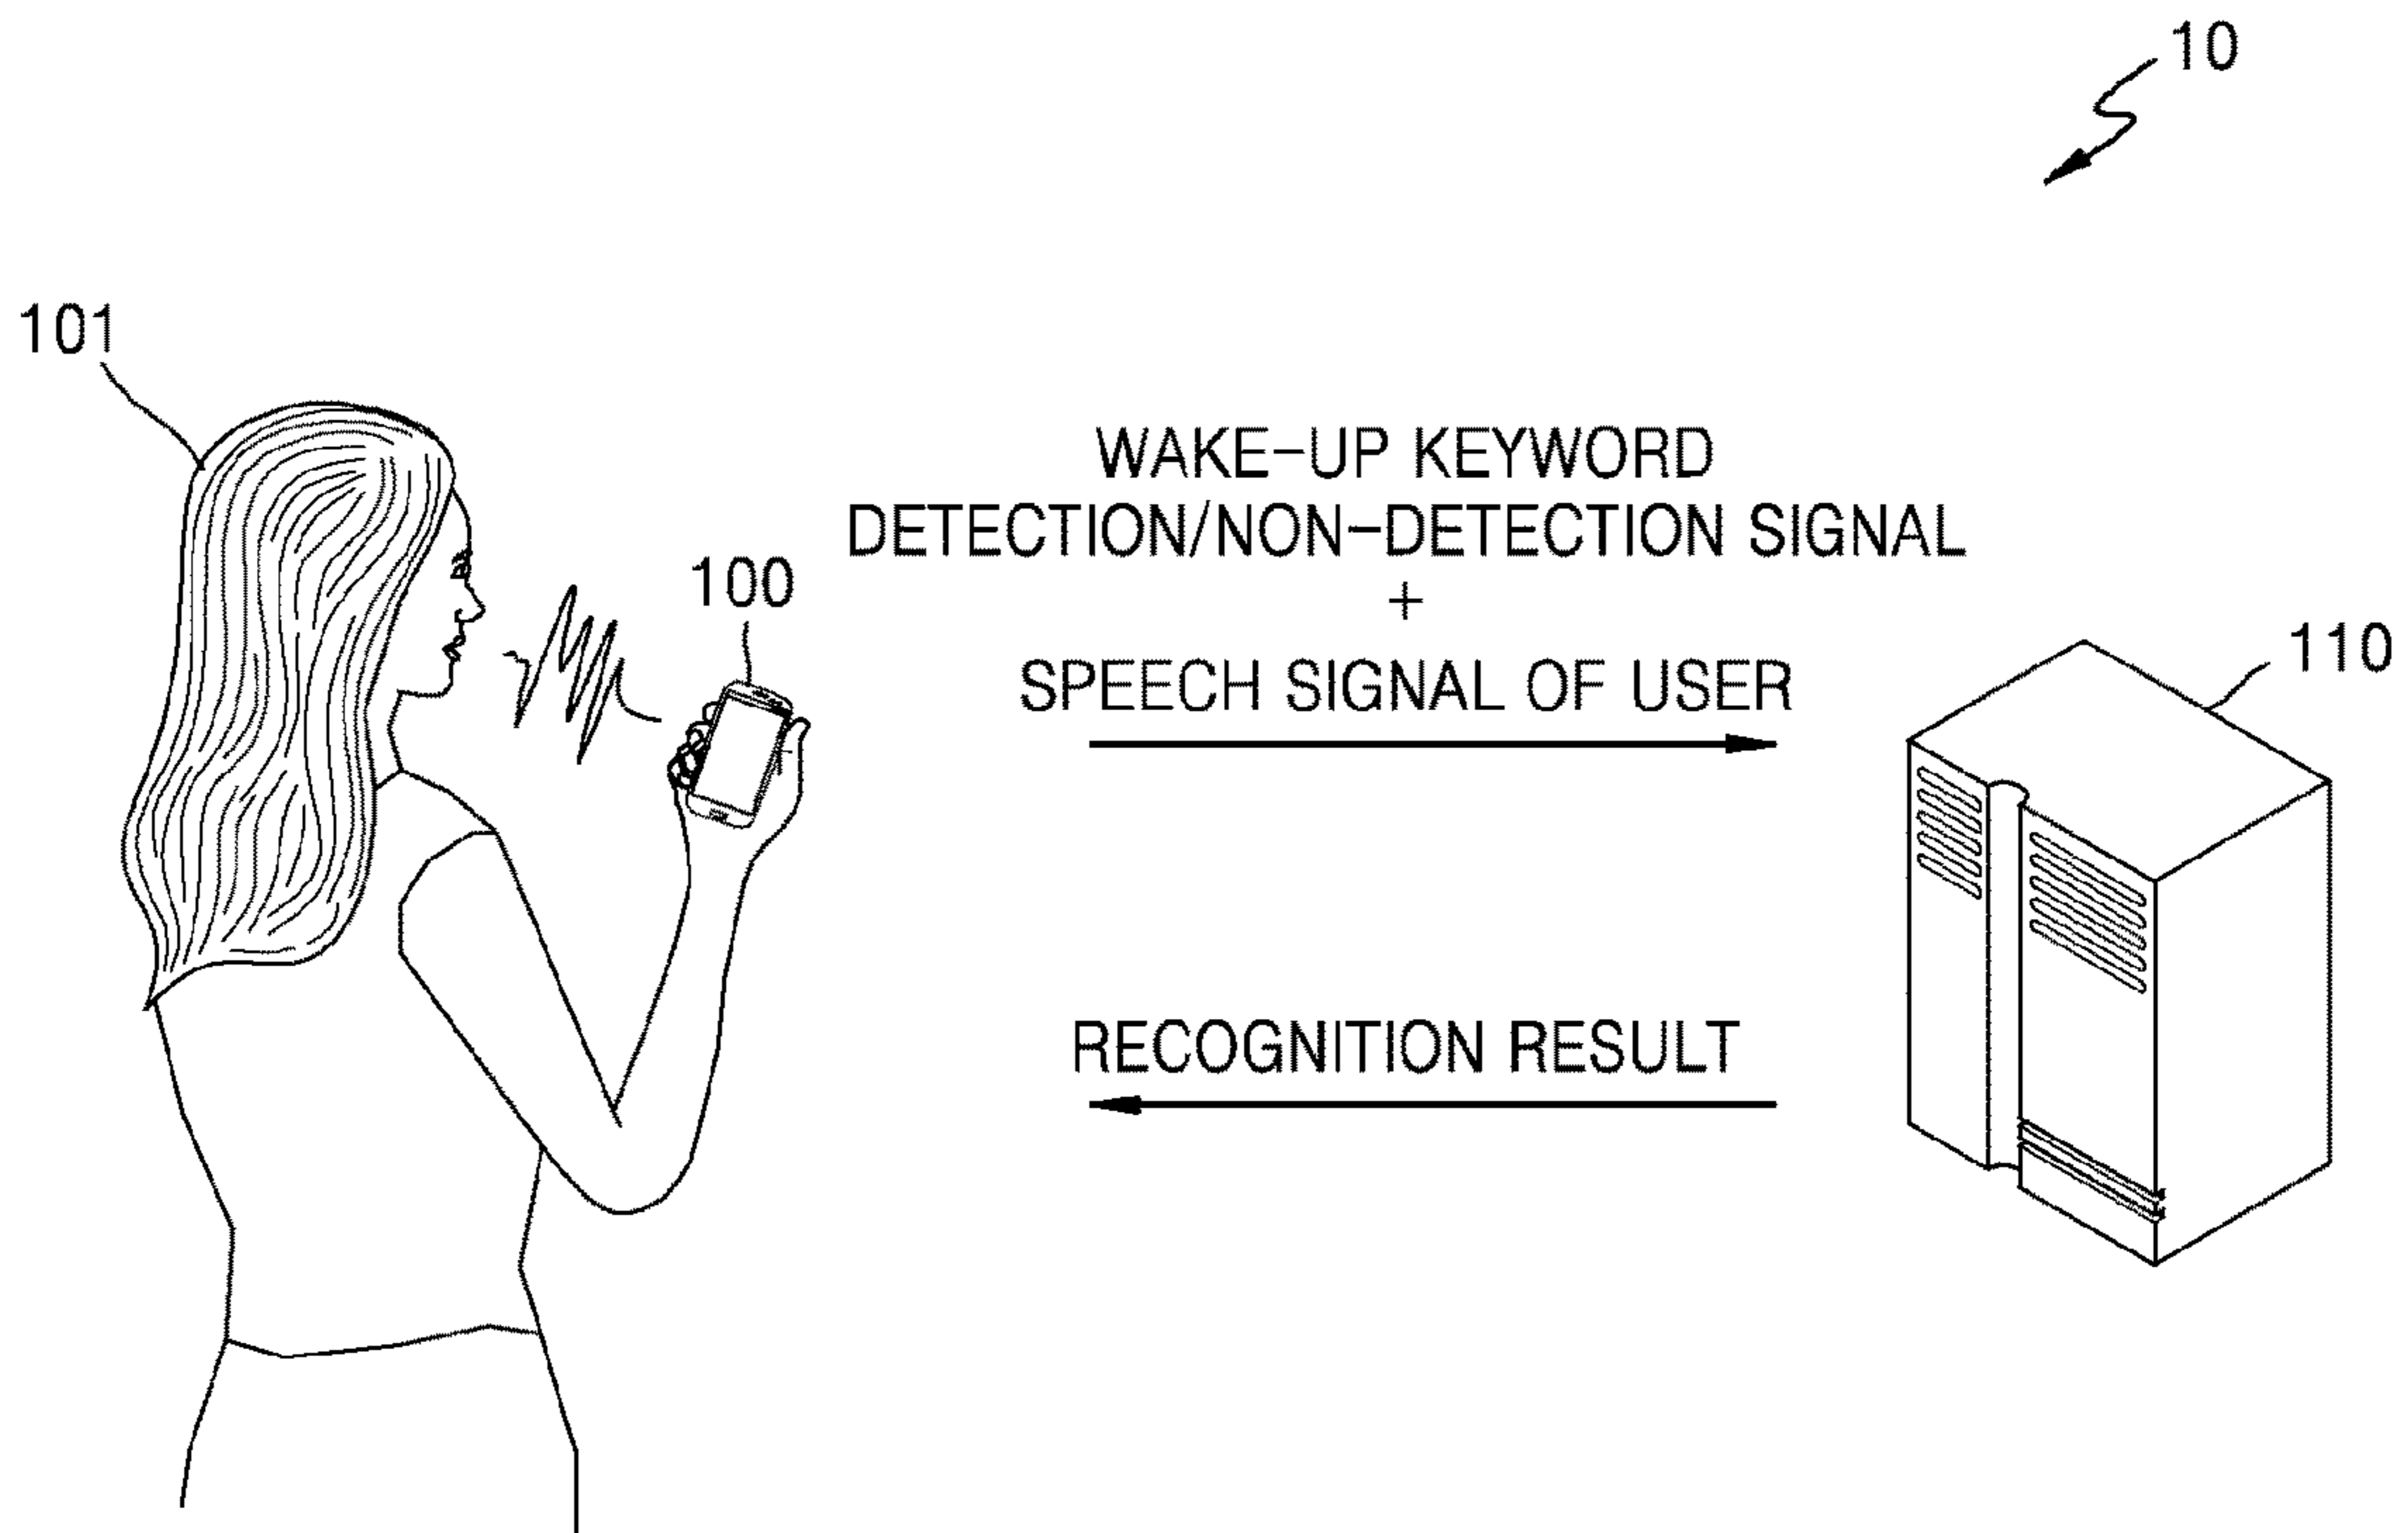 10
101
WAKE-UP KEYWORD
DETECTION/NON-DETECTION SIGNAL
+
100
SPEECH SIGNAL OF USER
110
RECOGNITION RESULT